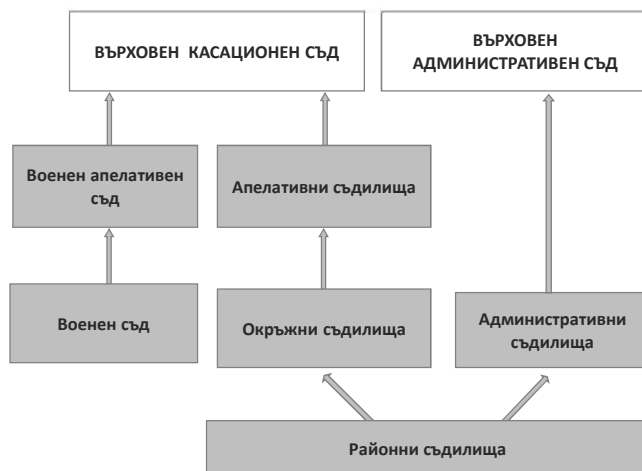 ВЪРХОВЕН КАСАЦИОНЕН СЪД
ВЪРХОВЕН
АДМИНИСТРАТИВЕН СЪД
Военен апелативен
съд
Апелативни съдилища
Военен съд
Окръжни съдилища
Административни
съдилища
Районни съдилища